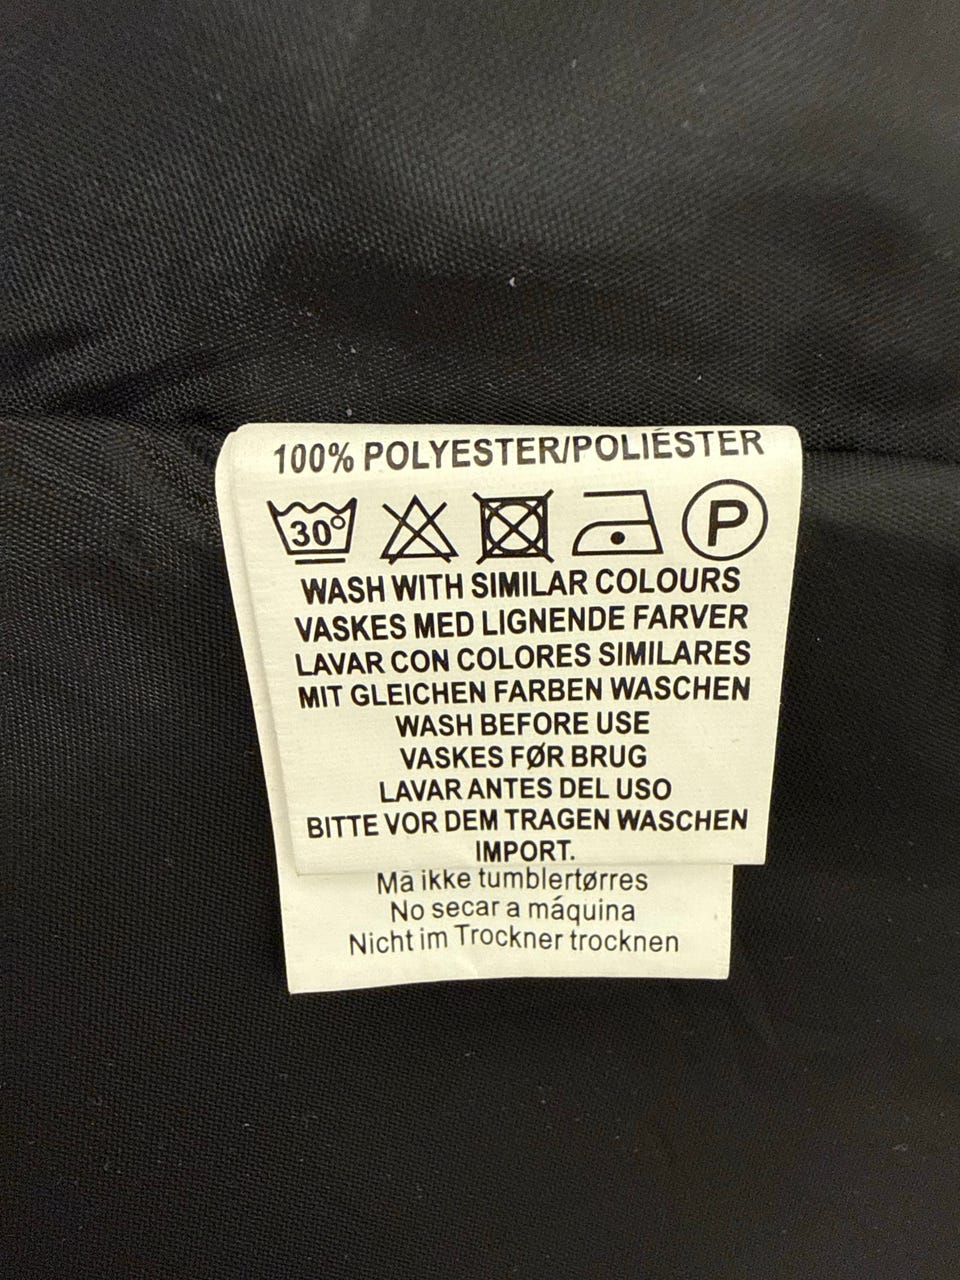 100% POLYESTER/POLIÉSTER
30° P
WASH WITH SIMILAR COLOURS
VASKES MED LIGNENDE FARVER
LAVAR CON COLORES SIMILARES
MIT GLEICHEN FARBEN WASCHEN
WASH BEFORE USE
VASKES FØR BRUG
LAVAR ANTES DEL USO
BITTE VOR DEM TRAGEN WASCHEN
IMPORT.
Må ikke tumblertørres
No secar a máquina
Nicht im Trockner trocknen